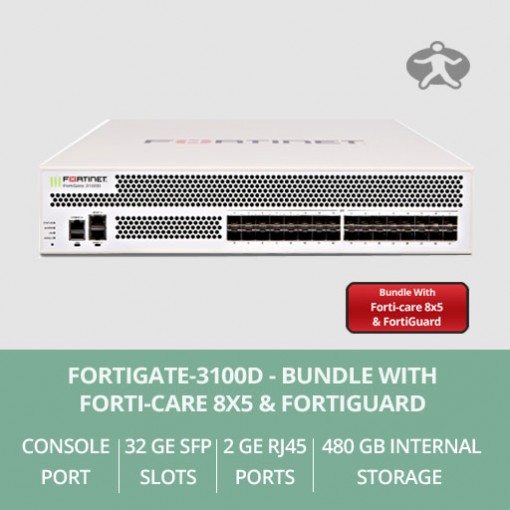 FORTINET
FORTINET
FortiGate 3100D
Bundle With
Forti-care 8x5
& FortiGuard
FORTIGATE-3100D - BUNDLE WITH
FORTI-CARE 8X5 & FORTIGUARD
CONSOLE PORT
32 GE SFP SLOTS
2 GE RJ45 PORTS
480 GB INTERNAL STORAGE